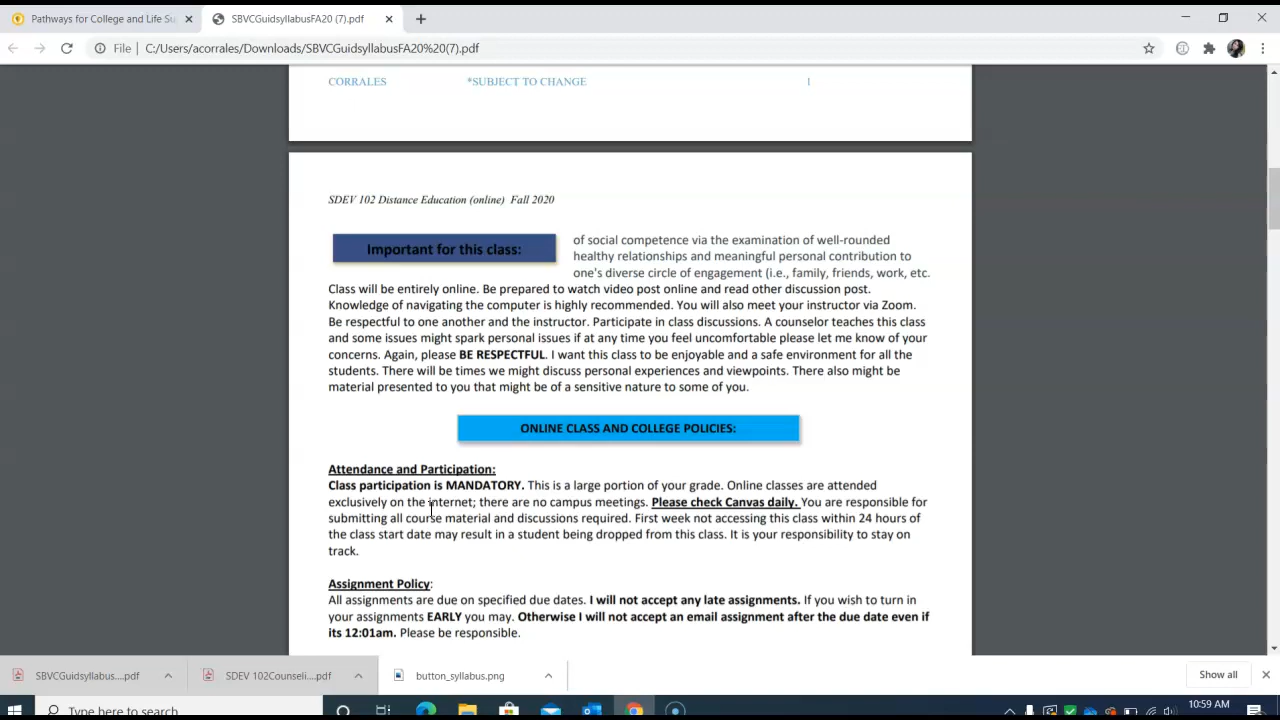 Pathways for College and Life Su
SBVCGuidsyllabusFA20 (7).pdf
File | C:/Users/acorrales/Downloads/SBVCGuidsyllabusFA20%20(7).pdf
CORRALES *SUBJECT TO CHANGE 1
SDEV 102 Distance Education (online) Fall 2020
Important for this class:
of social competence via the examination of well-rounded
healthy relationships and meaningful personal contribution to
one's diverse circle of engagement (i.e., family, friends, work, etc.
Class will be entirely online. Be prepared to watch video post online and read other discussion post.
Knowledge of navigating the computer is highly recommended. You will also meet your instructor via Zoom.
Be respectful to one another and the instructor. Participate in class discussions. A counselor teaches this class
and some issues might spark personal issues if at any time you feel uncomfortable please let me know of your
concerns. Again, please BE RESPECTFUL. I want this class to be enjoyable and a safe environment for all the
students. There will be times we might discuss personal experiences and viewpoints. There also might be
material presented to you that might be of a sensitive nature to some of you.
ONLINE CLASS AND COLLEGE POLICIES:
Attendance and Participation:
Class participation is MANDATORY. This is a large portion of your grade. Online classes are attended
exclusively on the internet; there are no campus meetings. Please check Canvas daily. You are responsible for
submitting all course material and discussions required. First week not accessing this class within 24 hours of
the class start date may result in a student being dropped from this class. It is your responsibility to stay on
track.
Assignment Policy:
All assignments are due on specified due dates. I will not accept any late assignments. If you wish to turn in
your assignments EARLY you may. Otherwise I will not accept an email assignment after the due date even if
its 12:01am. Please be responsible.
SBVCGuidsyllabus....pdf
SDEV 102Counseli....pdf
button_syllabus.png
Show all
Type here to search
10:59 AM